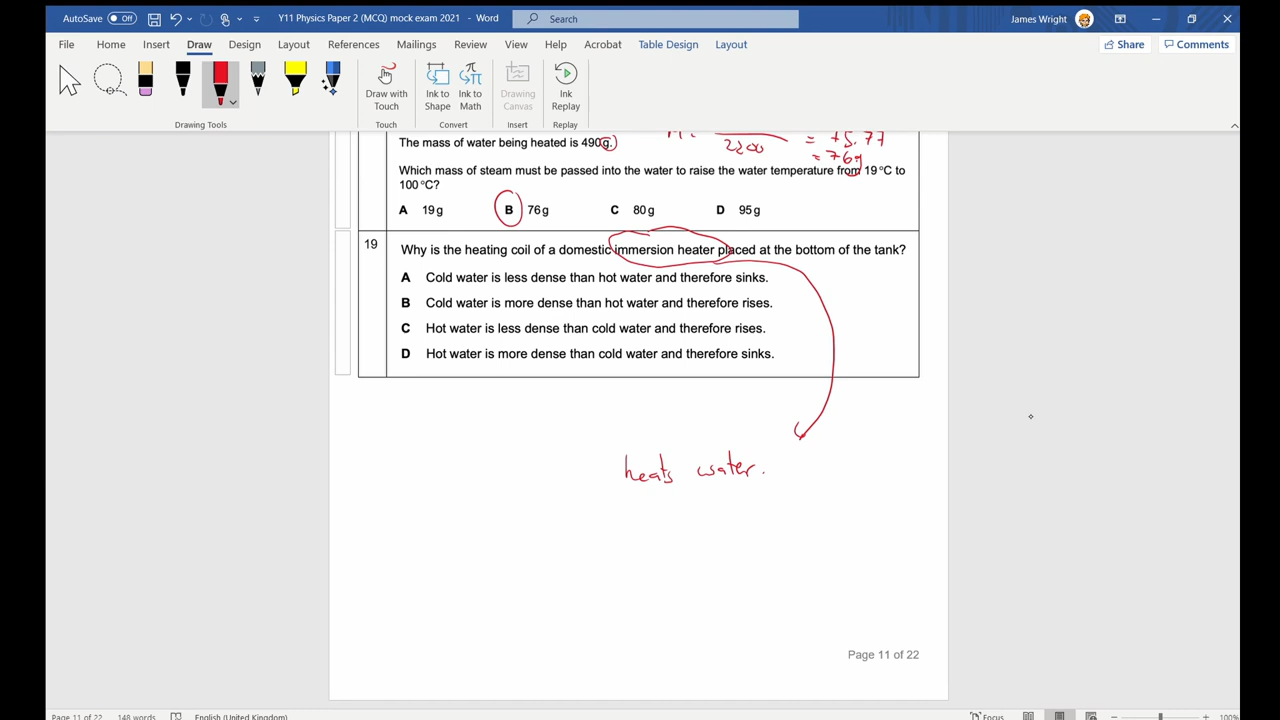 AutoSave Off Y11 Physics Paper 2 (MCQ) mock exam 2021 - Word Search James Wright
File Home Insert Draw Design Layout References Mailings Review View Help Acrobat Table Design Layout Share Comments
Draw with Touch Ink to Shape Ink to Math Drawing Canvas Ink Replay
Drawing Tools Touch Convert Insert Replay
The mass of water being heated is 490g.
2200 = 75.77
= 76g
Which mass of steam must be passed into the water to raise the water temperature from 19 °C to
100 °C?
A 19 g B 76 g C 80 g D 95 g
19 Why is the heating coil of a domestic immersion heater placed at the bottom of the tank?
A Cold water is less dense than hot water and therefore sinks.
B Cold water is more dense than hot water and therefore rises.
C Hot water is less dense than cold water and therefore rises.
D Hot water is more dense than cold water and therefore sinks.
heats water.
Page 11 of 22
Page 11 of 22 148 words English (United Kingdom) Focus 100%